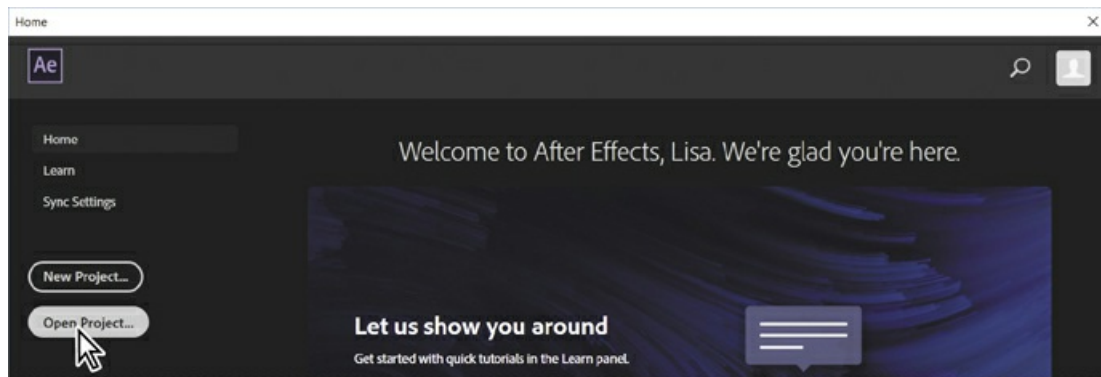 Home
Ae
Home
Welcome to After Effects, Lisa. We're glad you're here.
Learn
Sync Settings
New Project...
Open Project...
Let us show you around
Get started with quick tutorials in the Learn panel.